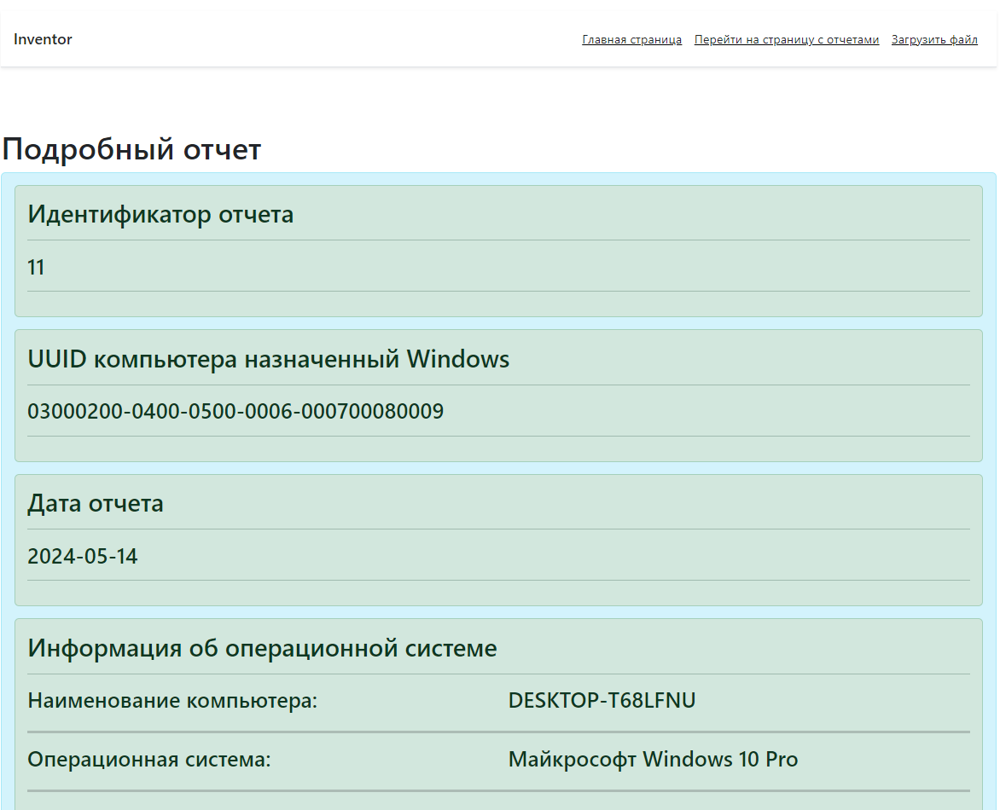 Inventor
Главная страница Перейти на страницу с отчетами Загрузить файл
Подробный отчет
Идентификатор отчета
11
UUID компьютера назначенный Windows
03000200-0400-0500-0006-000700080009
Дата отчета
2024-05-14
Информация об операционной системе
Наименование компьютера: DESKTOP-T68LFNU
Операционная система: Майкрософт Windows 10 Pro